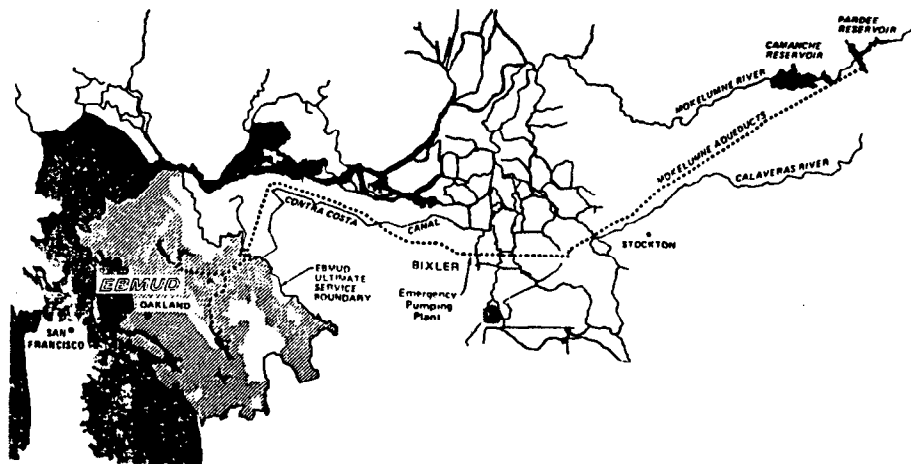 PARDEE
RESERVOIR
CAMANCHE
RESERVOIR
MOKELUMNE RIVER
MOKELUMNE AQUEDUCTS
CALAVERAS RIVER
CONTRA COSTA
CANAL
STOCKTON
BIXLER
EBMUD
ULTIMATE
SERVICE
BOUNDARY
Emergency
Pumping
Plant
EBMUD
OAKLAND
SAN
FRANCISCO